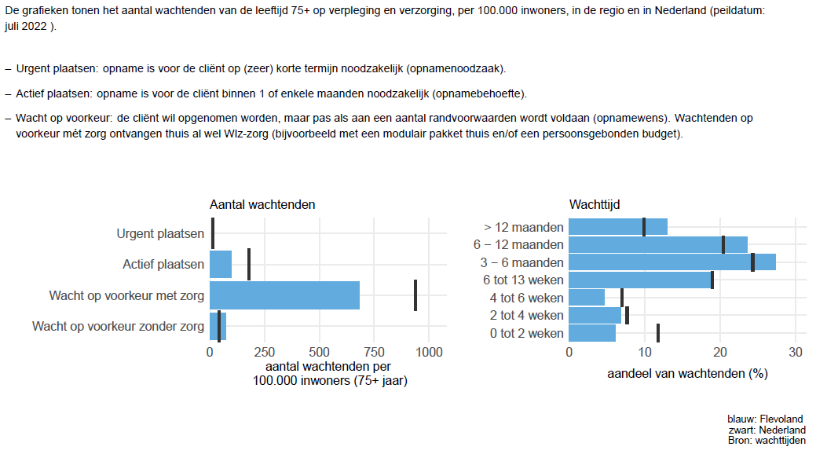 De grafieken tonen het aantal wachtenden van de leeftijd 75+ op verpleging en verzorging, per 100.000 inwoners, in de regio en in Nederland (peildatum:
juli 2022 ).
– Urgent plaatsen: opname is voor de cliënt op (zeer) korte termijn noodzakelijk (opnamenoodzaak).
– Actief plaatsen: opname is voor de cliënt binnen 1 of enkele maanden noodzakelijk (opnamebehoefte).
– Wacht op voorkeur: de cliënt wil opgenomen worden, maar pas als aan een aantal randvoorwaarden wordt voldaan (opnamewens). Wachtenden op
voorkeur mèt zorg ontvangen thuis al wel Wlz-zorg (bijvoorbeeld met een modulair pakket thuis en/of een persoonsgebonden budget).
Aantal wachtenden
Urgent plaatsen
Actief plaatsen
Wacht op voorkeur met zorg
Wacht op voorkeur zonder zorg
0 250 500 750 1000
aantal wachtenden per
100.000 inwoners (75+ jaar)
Wachttijd
> 12 maanden
6 − 12 maanden
3 − 6 maanden
6 tot 13 weken
4 tot 6 weken
2 tot 4 weken
0 tot 2 weken
0 10 20 30
aandeel van wachtenden (%)
blauw: Flevoland
zwart: Nederland
Bron: wachttijden